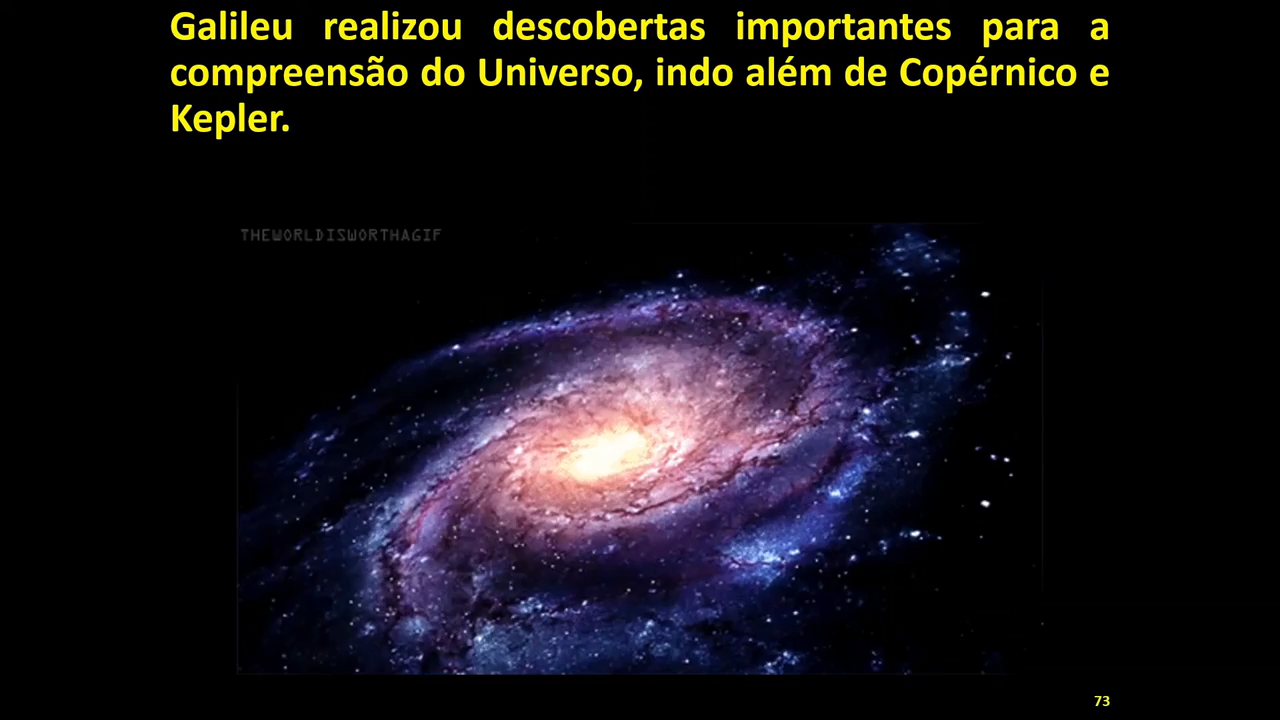 Galileu realizou descobertas importantes para a
compreensão do Universo, indo além de Copérnico e
Kepler.
THEWORLDISWORTHAGIF
73